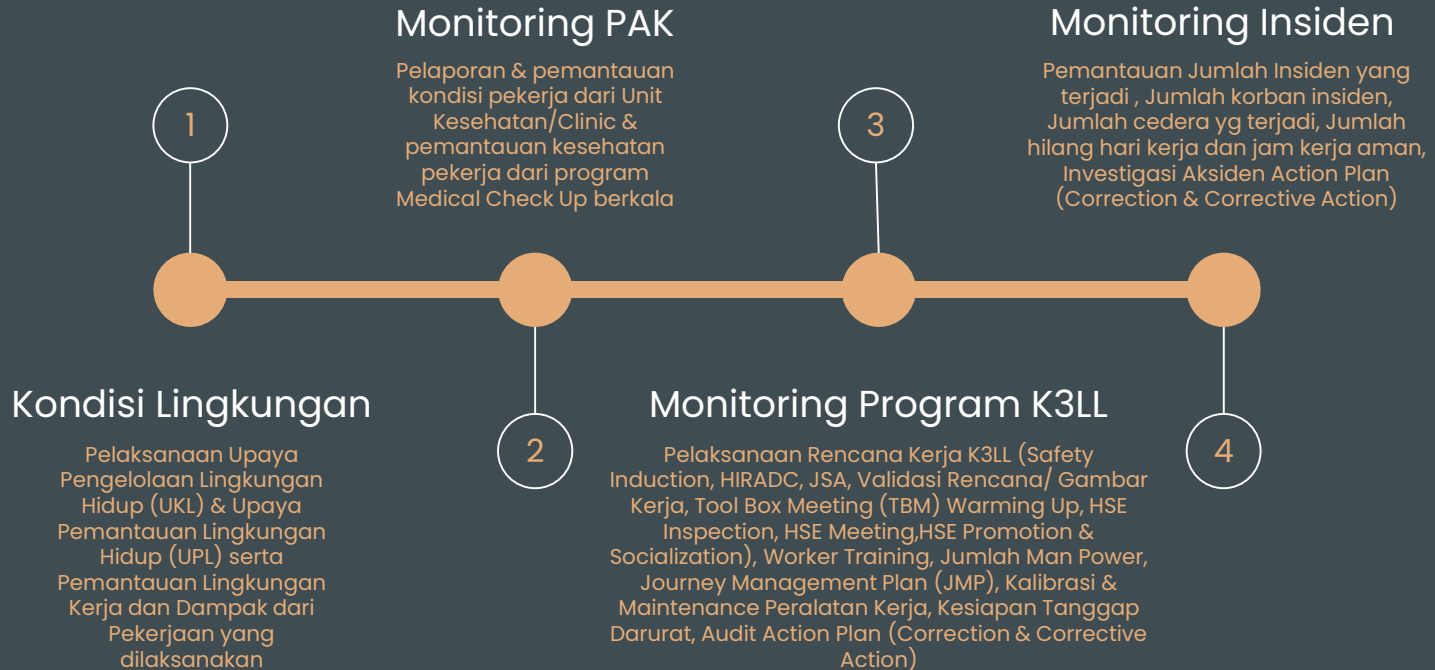 1
Kondisi Lingkungan
Pelaksanaan Upaya
Pengelolaan Lingkungan
Hidup (UKL) & Upaya
Pemantauan Lingkungan
Hidup (UPL) serta
Pemantauan Lingkungan
Kerja dan Dampak dari
Pekerjaan yang
dilaksanakan
Monitoring PAK
Pelaporan & pemantauan
kondisi pekerja dari Unit
Kesehatan/Clinic &
pemantauan kesehatan
pekerja dari program
Medical Check Up berkala
2
3
Monitoring Program K3LL
Pelaksanaan Rencana Kerja K3LL (Safety
Induction, HIRADC, JSA, Validasi Rencana/ Gambar
Kerja, Tool Box Meeting (TBM) Warming Up, HSE
Inspection, HSE Meeting,HSE Promotion &
Socialization), Worker Training, Jumlah Man Power,
Journey Management Plan (JMP), Kalibrasi &
Maintenance Peralatan Kerja, Kesiapan Tanggap
Darurat, Audit Action Plan (Correction & Corrective
Action)
Monitoring Insiden
Pemantauan Jumlah Insiden yang
terjadi , Jumlah korban insiden,
Jumlah cedera yg terjadi, Jumlah
hilang hari kerja dan jam kerja aman,
Investigasi Aksiden Action Plan
(Correction & Corrective Action)
4